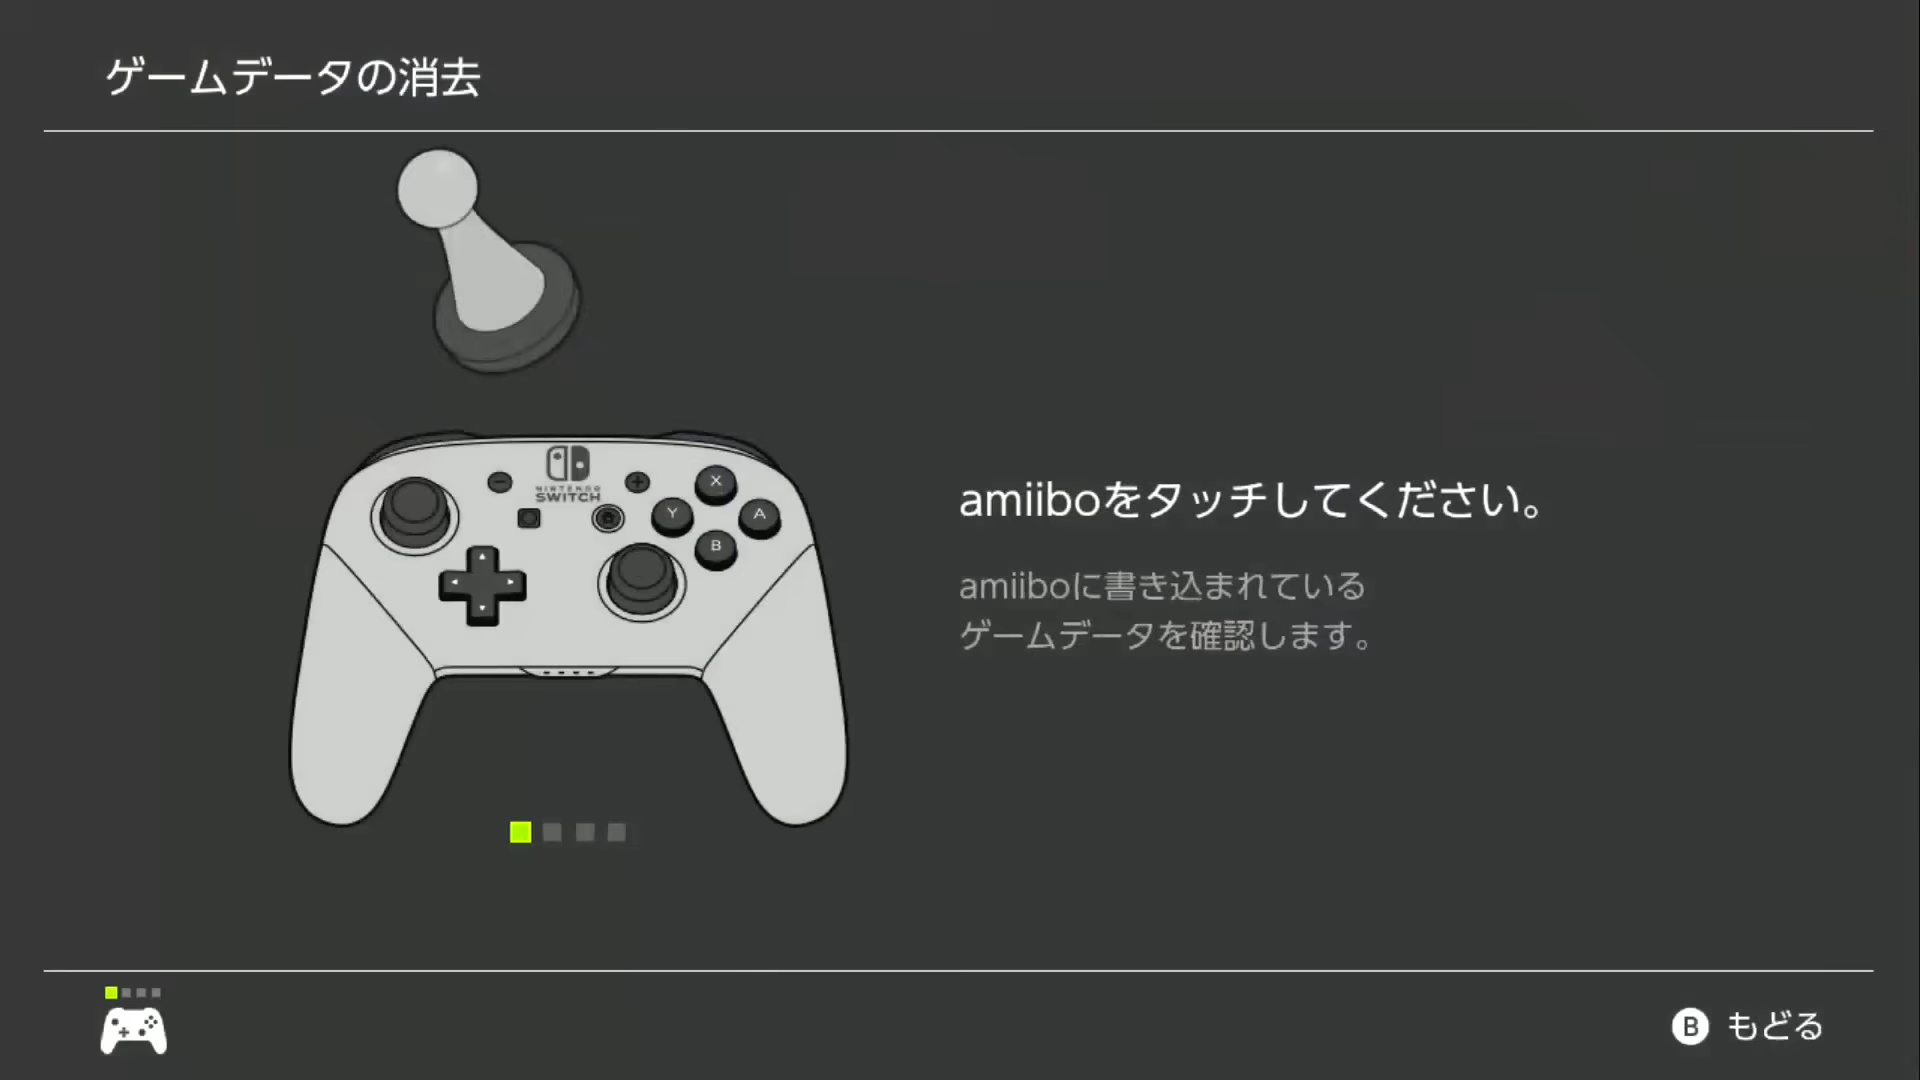 ゲームデータの消去
NINTENDO
SWITCH
X
Y
A
B
amiiboをタッチしてください。
amiiboに書き込まれている
ゲームデータを確認します。
B もどる